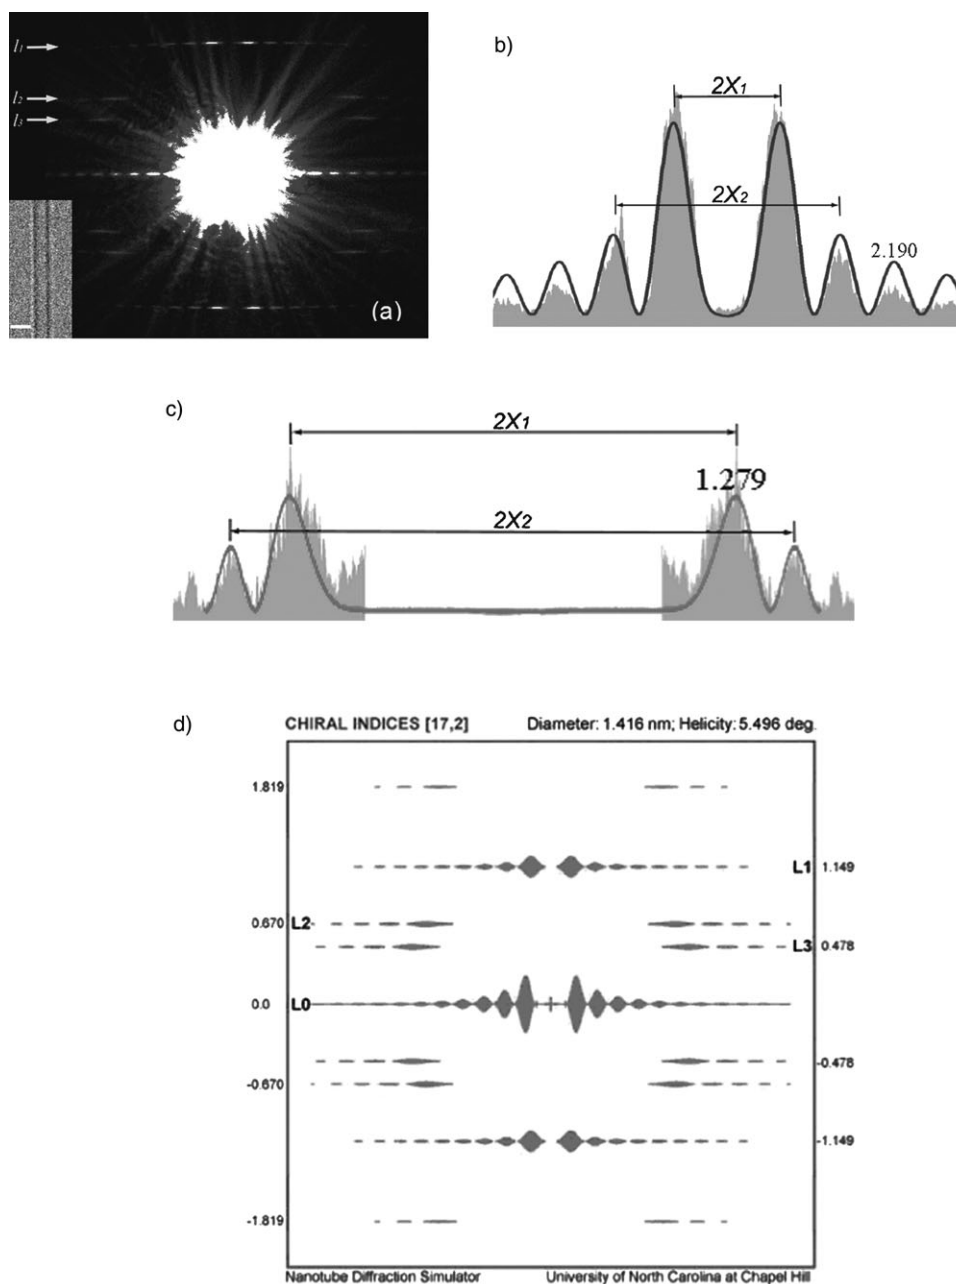 l1
l2
l3
(a)
b)
2X1
2X2
2.190
c)
2X1
1.279
2X2
d)
CHIRAL INDICES [17,2] Diameter: 1.416 nm; Helicity: 5.496 deg.
1.819
L1 1.149
0.670 L2
L3 0.478
0.0 L0
-0.478
-0.670
-1.149
-1.819
Nanotube Diffraction Simulator University of North Carolina at Chapel Hill